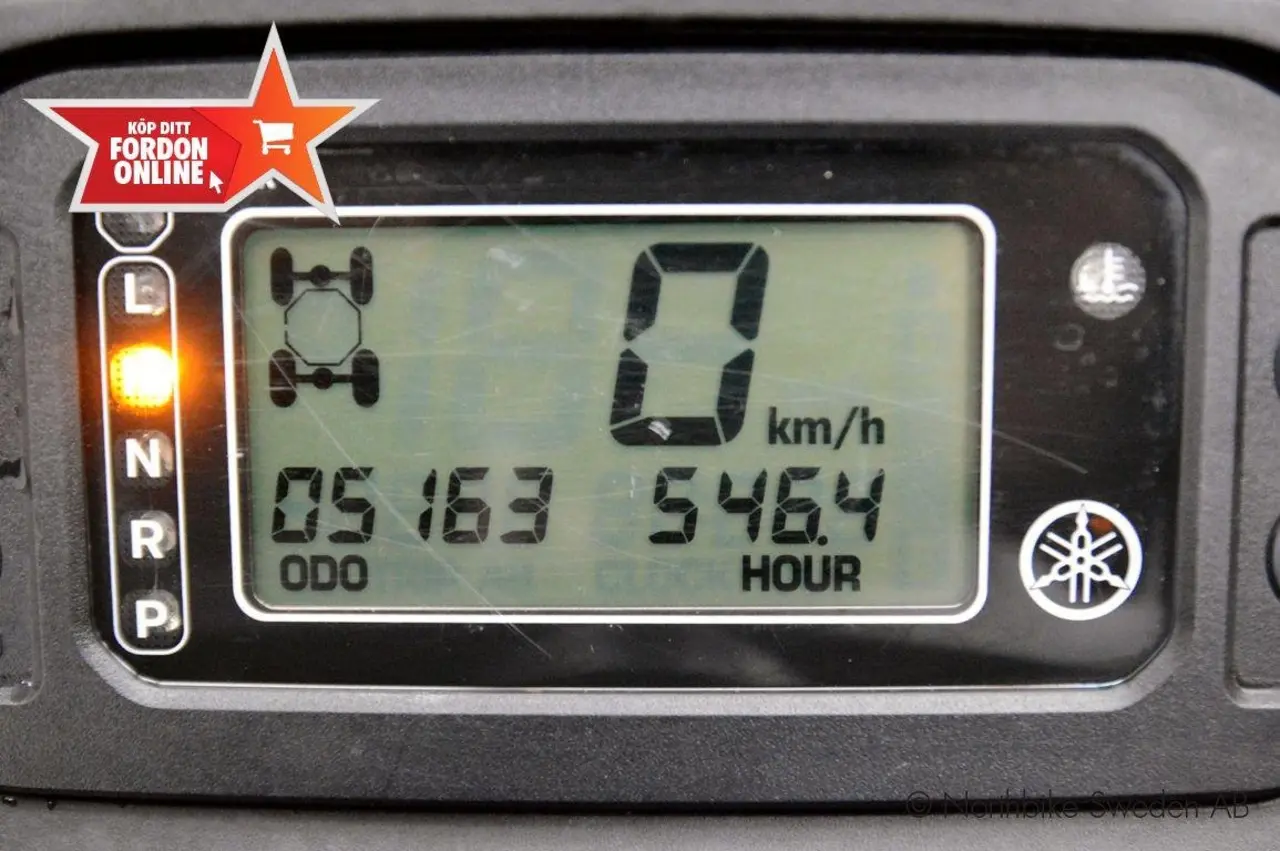 KÖP DITT
FORDON
ONLINE
L
N
R
P
0
km/h
05163
546.4
ODO
HOUR
© Northbike Sweden AB